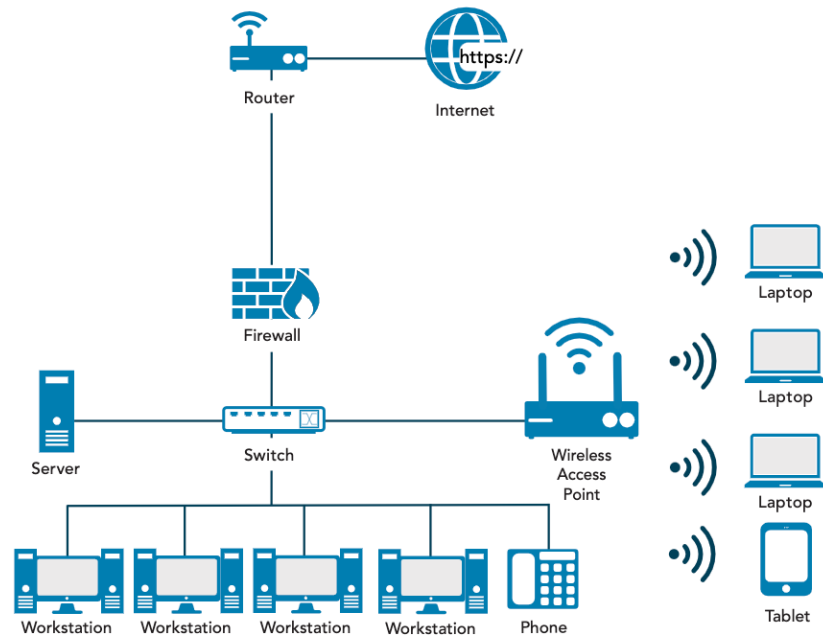 https://
Router
Internet
Laptop
Firewall
Laptop
Server
Switch
Wireless
Access
Point
Laptop
Workstation
Workstation
Workstation
Workstation
Phone
Tablet